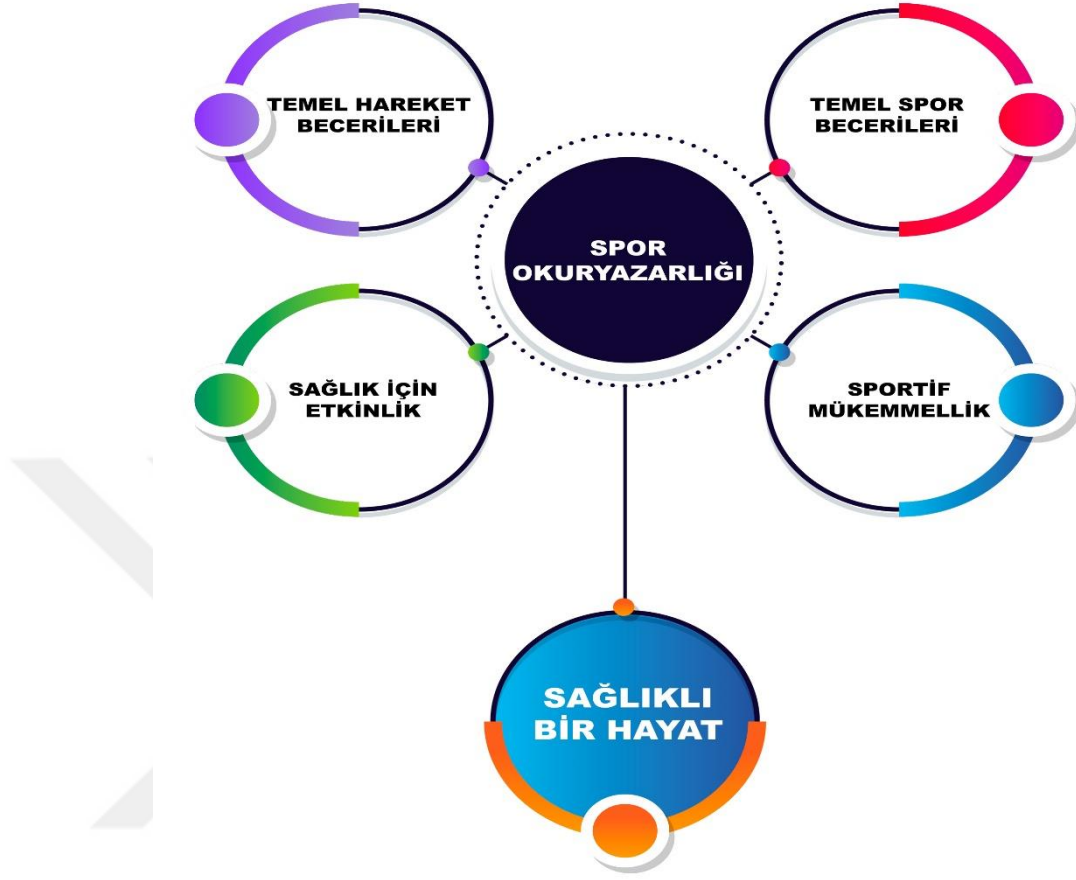 TEMEL HAREKET
BECERİLERİ
TEMEL SPOR
BECERİLERİ
SPOR
OKURYAZARLIĞI
SAĞLIK İÇİN
ETKİNLİK
SPORTİF
MÜKEMMELLİK
SAĞLIKLI
BİR HAYAT